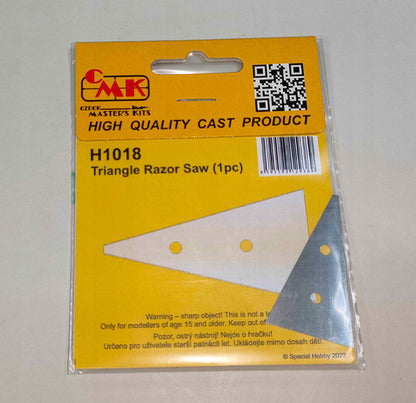 CMK
CZECH
MASTER'S KITS
HIGH QUALITY CAST PRODUCT
H1018
Triangle Razor Saw (1pc)
Warning – sharp object! This is not a
Only for modellers of age 15 and older. Keep out
Pozor, ostrý nástroj! Nejde o hračku!
Určeno pro uživatele starší patnácti let. Ukládejte mimo dosah dětí.
© Special Hobby